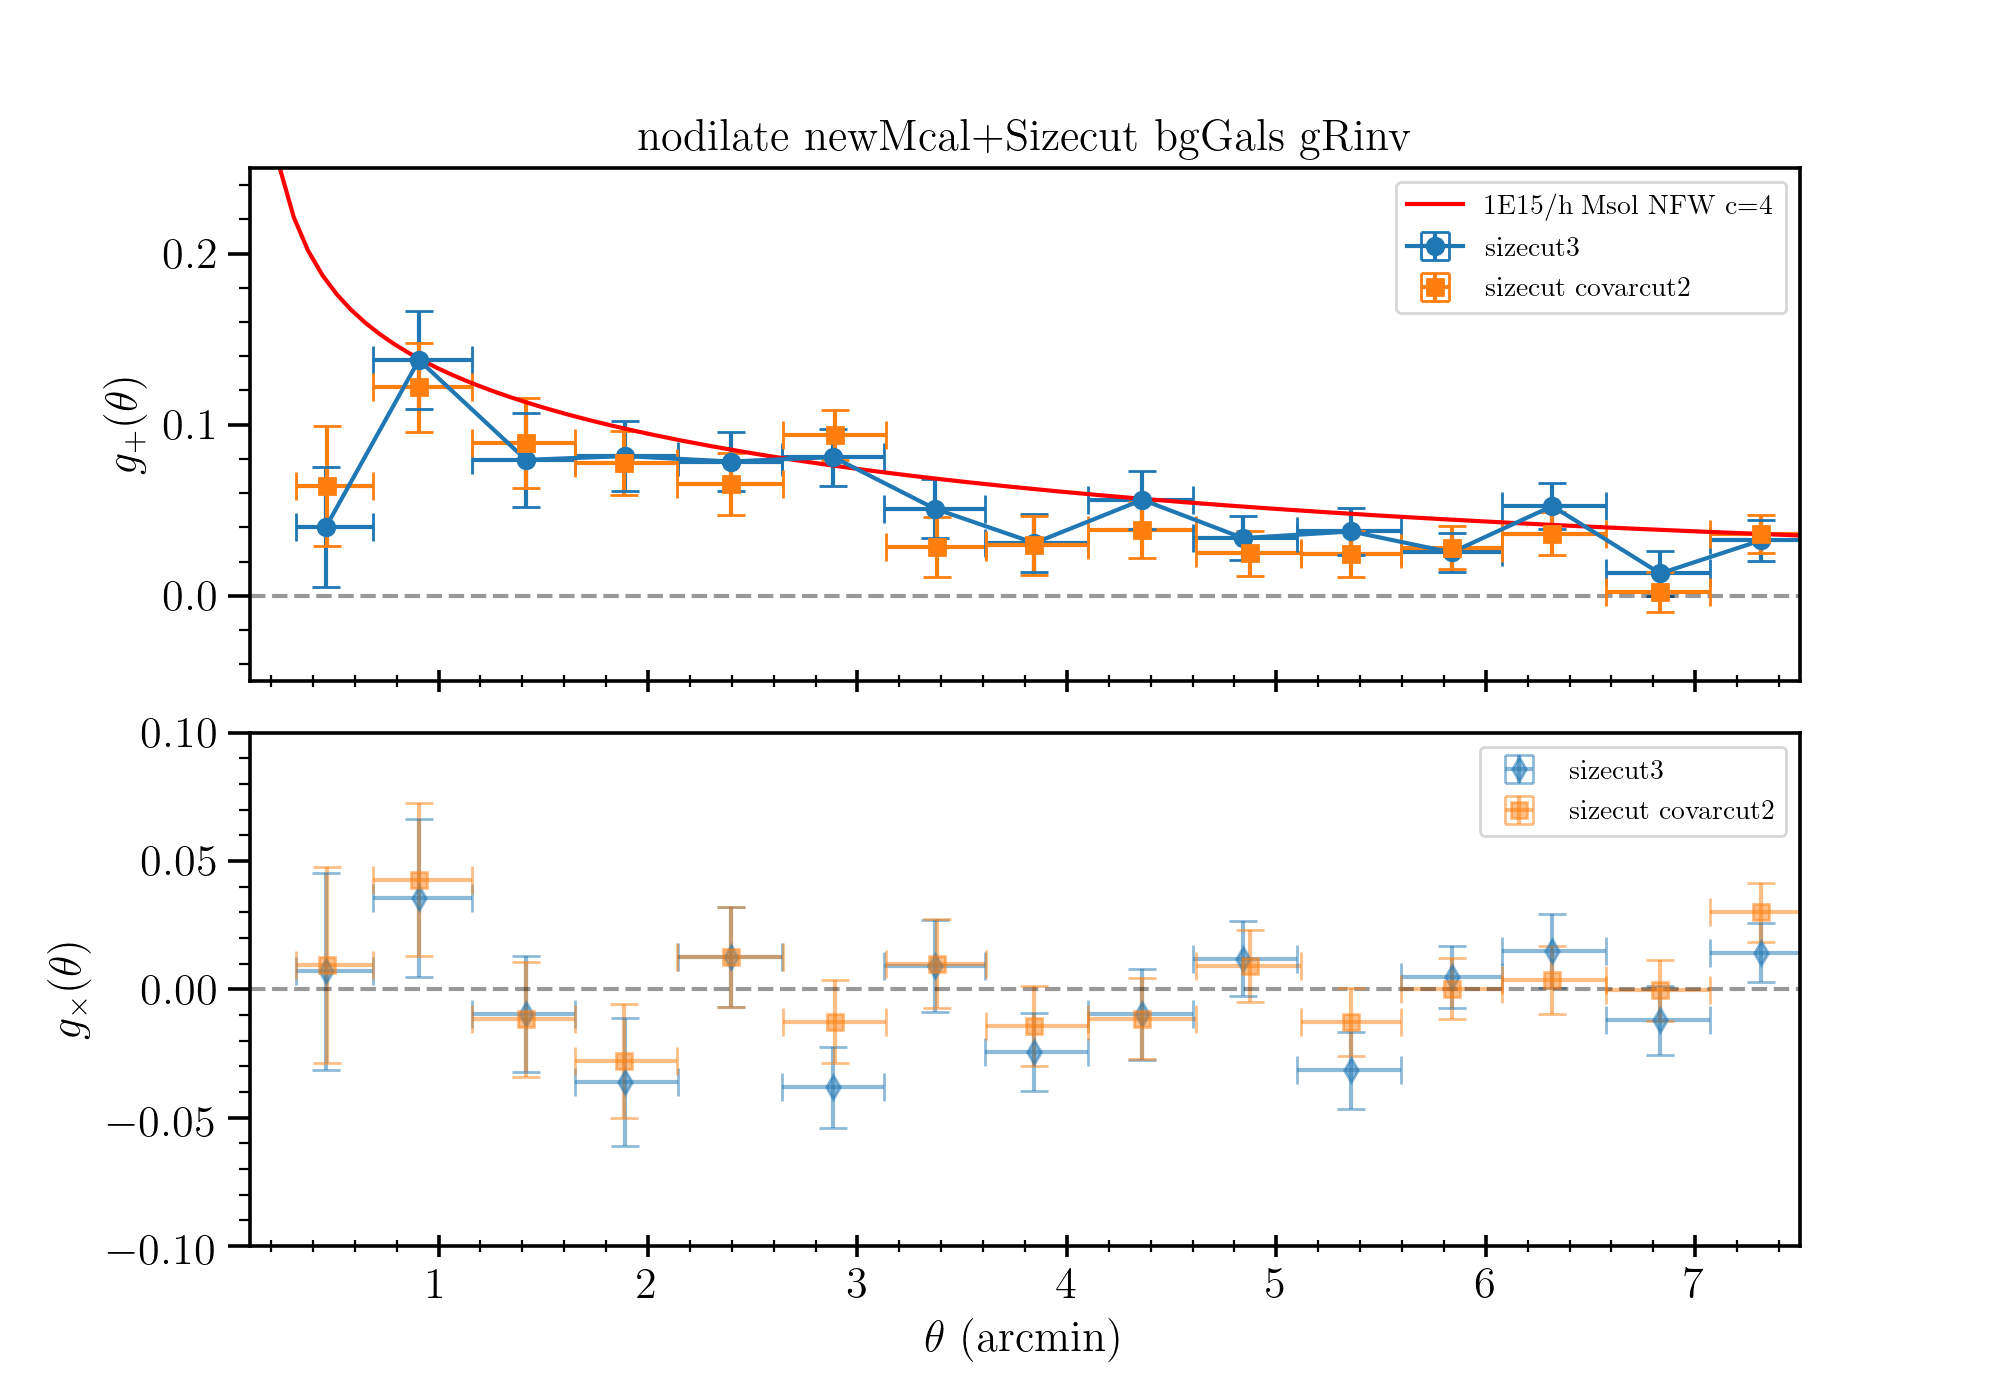 nodilate newMcal+Sizecut bgGals gRinv
1E15/h Msol NFW c=4
sizecut3
sizecut covarcut2
g₊(θ)
0.2
0.1
0.0
sizecut3
sizecut covarcut2
g×(θ)
0.10
0.05
0.00
−0.05
−0.10
1 2 3 4 5 6 7
θ (arcmin)